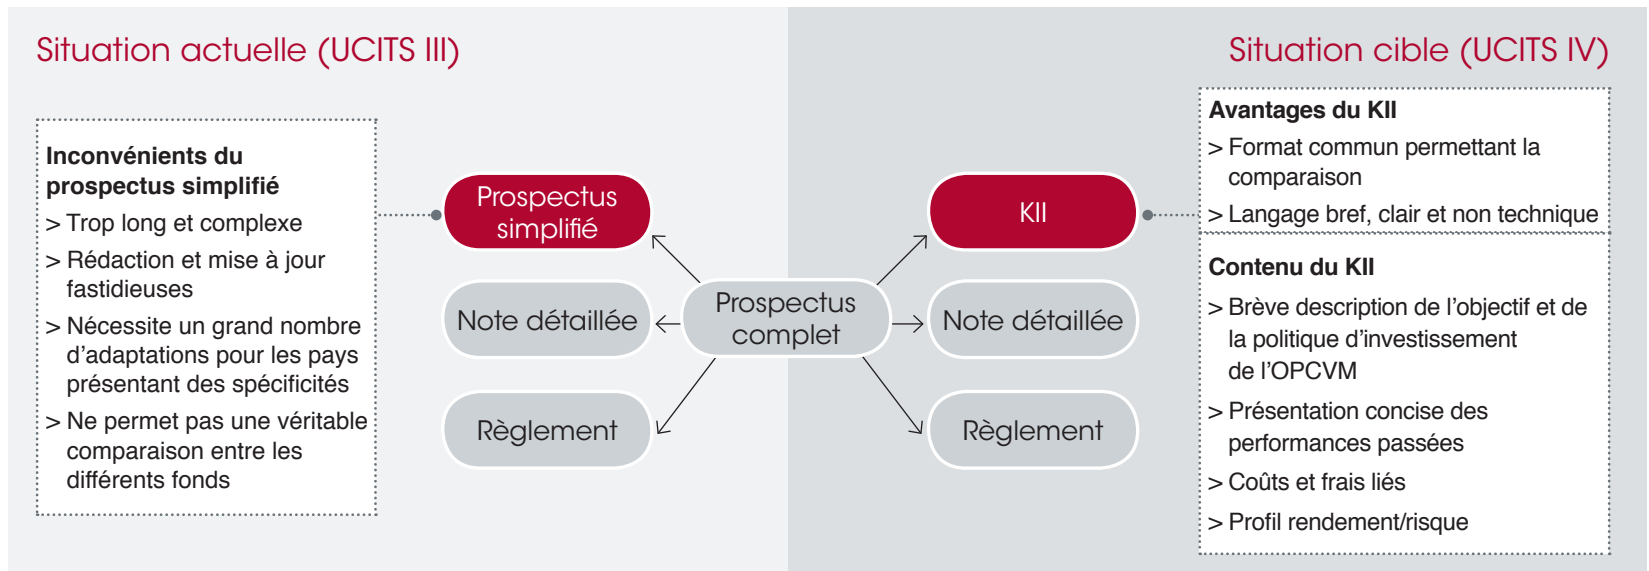 Situation actuelle (UCITS III)
Situation cible (UCITS IV)
Inconvénients du
prospectus simplifié
> Trop long et complexe
> Rédaction et mise à jour
fastidieuses
> Nécessite un grand nombre
d’adaptations pour les pays
présentant des spécificités
> Ne permet pas une véritable
comparaison entre les
différents fonds
Prospectus
simplifié
Note détaillée
Règlement
Prospectus
complet
KII
Note détaillée
Règlement
Avantages du KII
> Format commun permettant la
comparaison
> Langage bref, clair et non technique
Contenu du KII
> Brève description de l’objectif et de
la politique d’investissement
de l’OPCVM
> Présentation concise des
performances passées
> Coûts et frais liés
> Profil rendement/risque